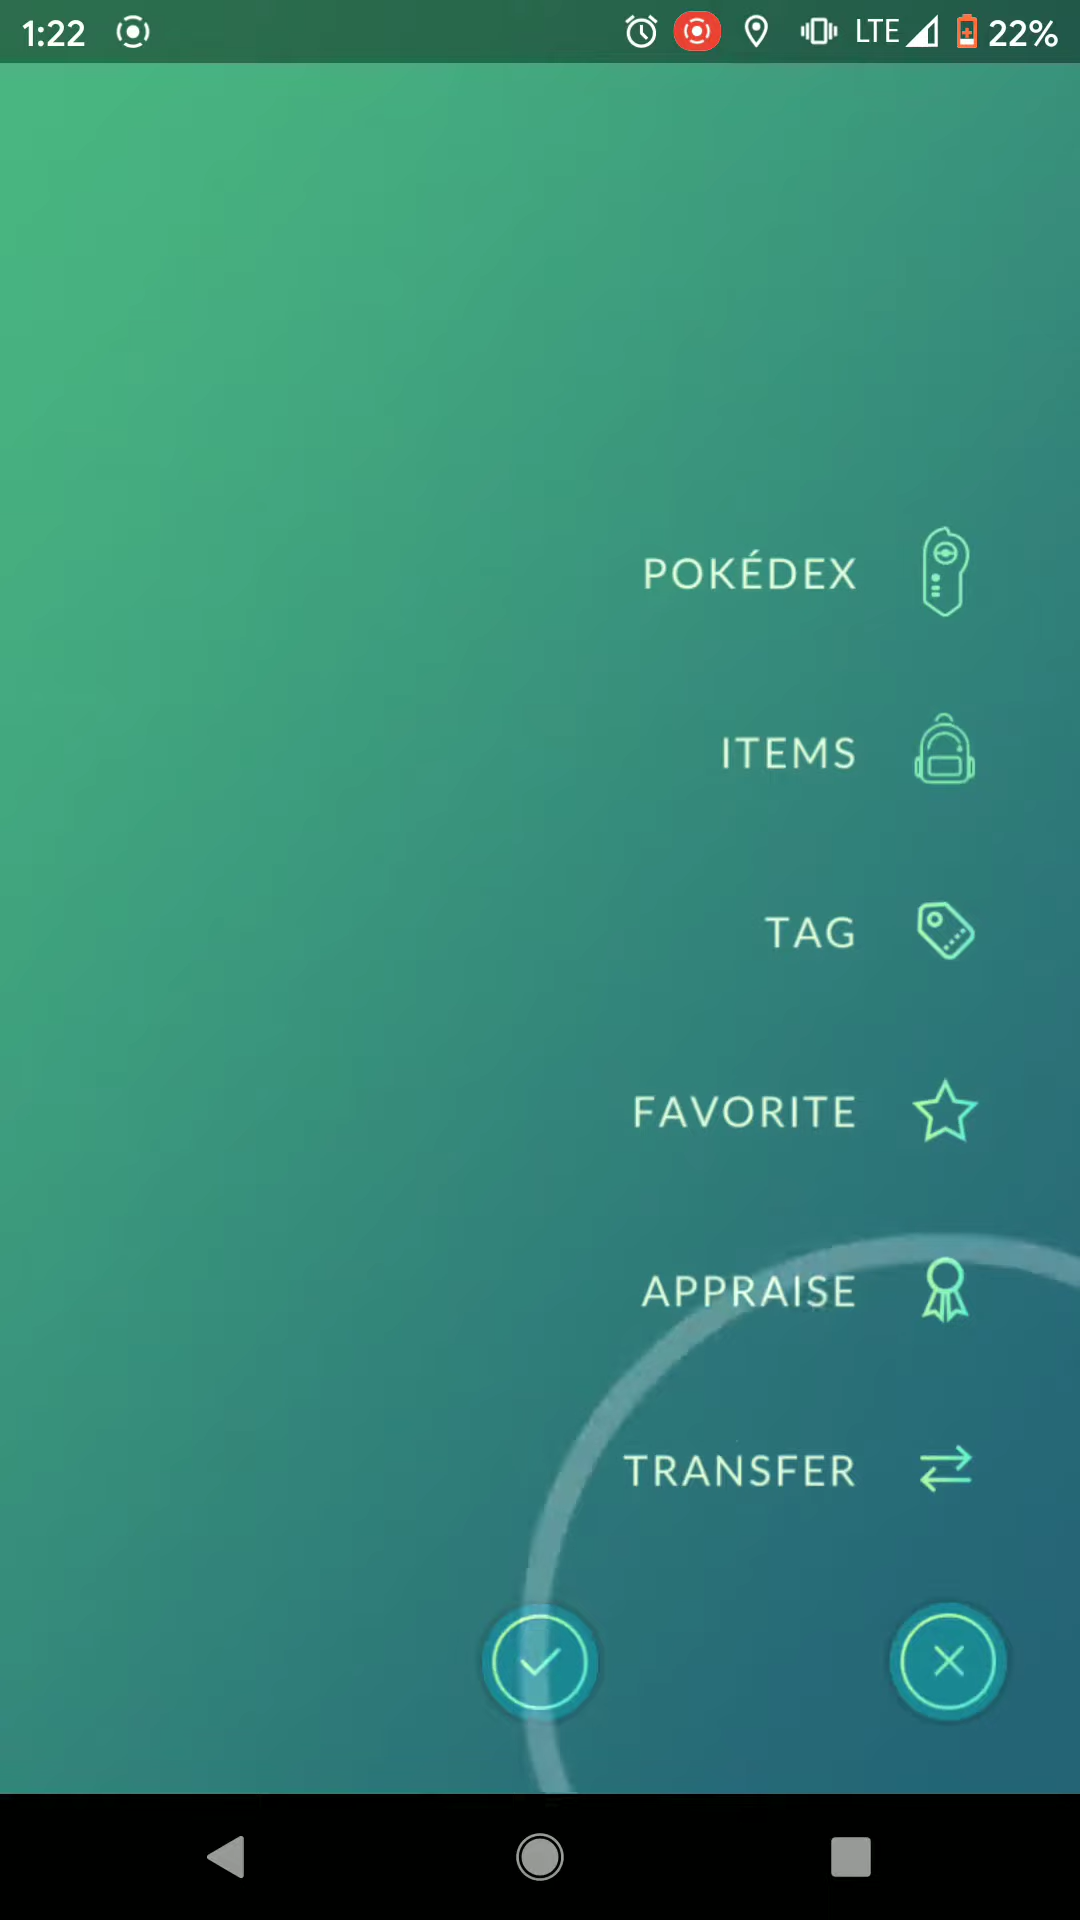 1:22 LTE 22%
POKÉDEX
ITEMS
TAG
FAVORITE
APPRAISE
TRANSFER